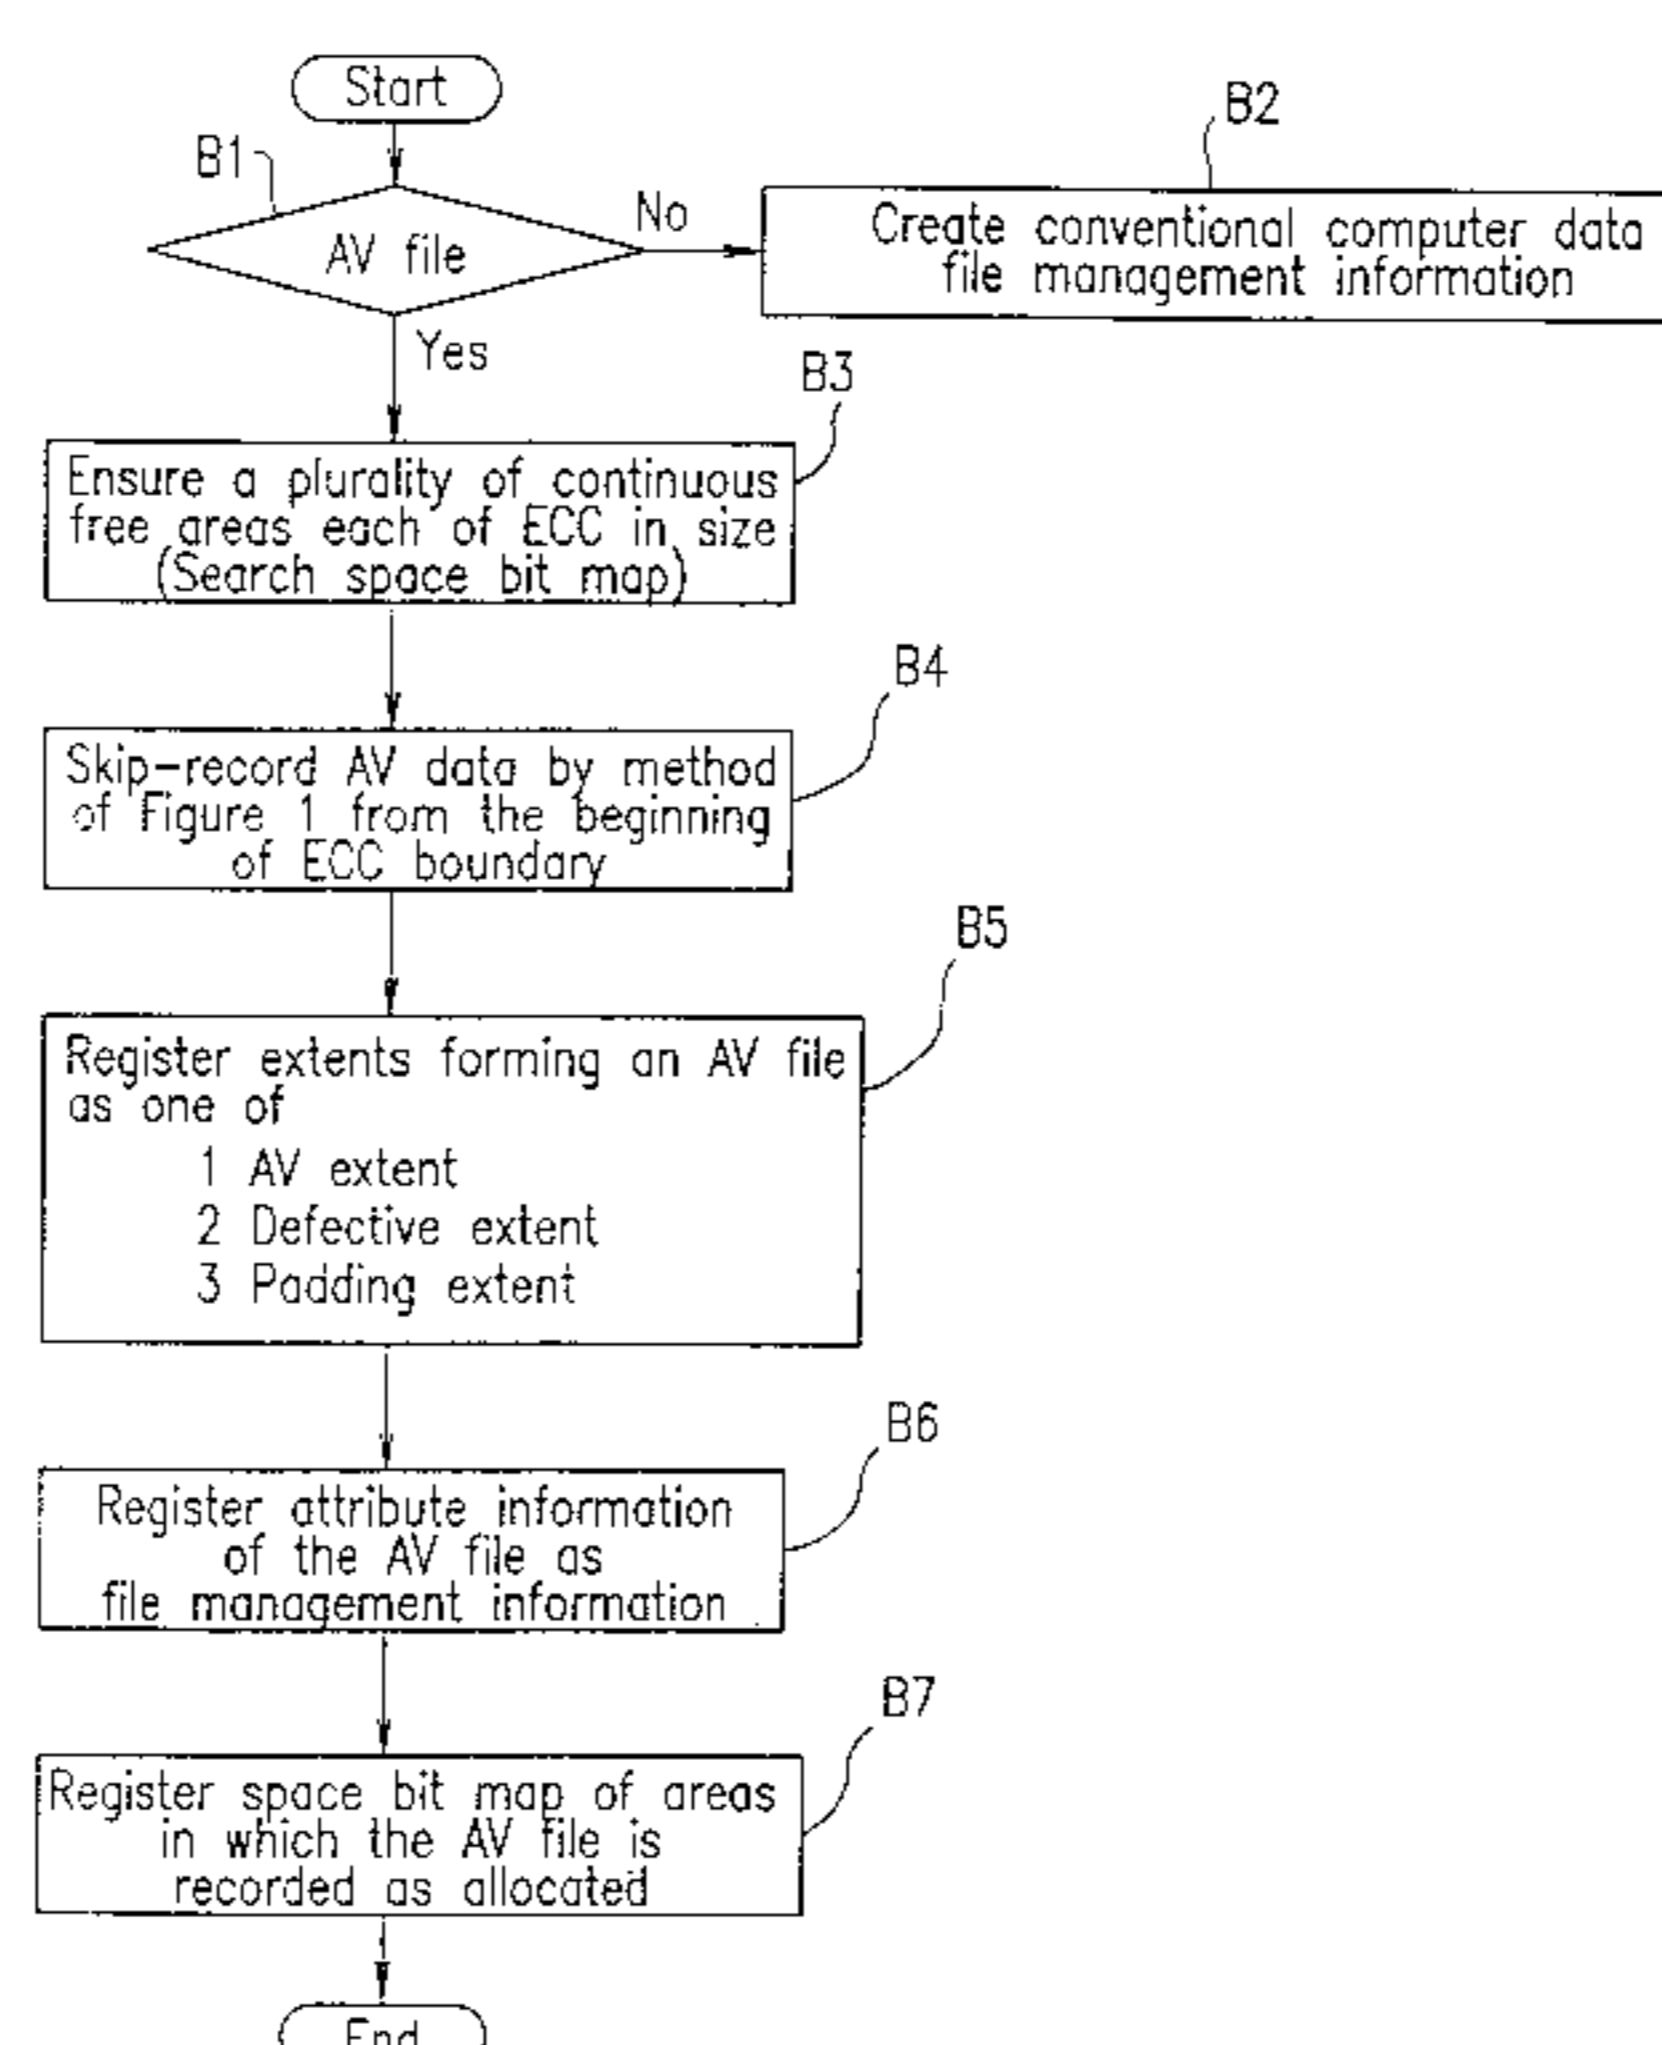 Start
B1
AV file
No
B2
Create conventional computer data
file management information
Yes
B3
Ensure a plurality of continuous
free areas each of ECC in size
(Search space bit map)
B4
Skip-record AV data by method
of Figure 1 from the beginning
of ECC boundary
B5
Register extents forming an AV file
as one of
1 AV extent
2 Defective extent
3 Padding extent
B6
Register attribute information
of the AV file as
file management information
B7
Register space bit map of areas
in which the AV file is
recorded as allocated
End